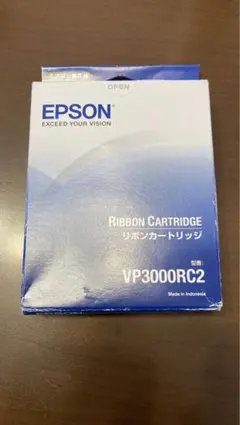 OPEN
EPSON
EXCEED YOUR VISION
RIBBON CARTRIDGE
リボンカートリッジ
型番:
VP3000RC2
Made in Indonesia